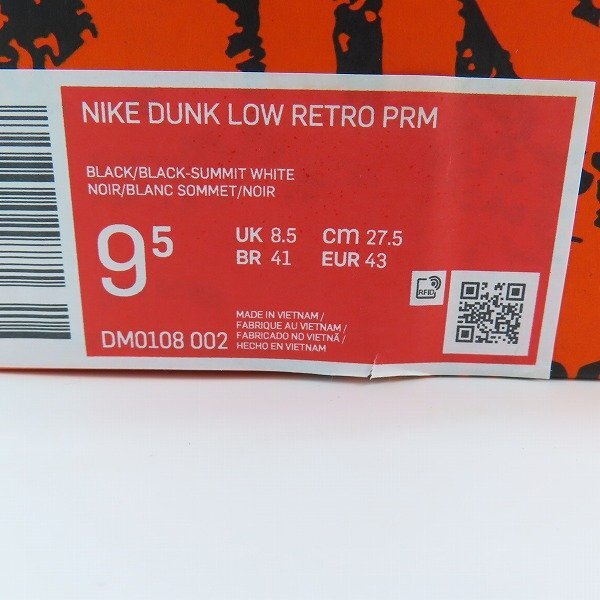 NIKE DUNK LOW RETRO PRM
BLACK/BLACK-SUMMIT WHITE
NOIR/BLANC SOMMET/NOIR
9 5
UK 8.5 cm 27.5
BR 41 EUR 43
RFID
MADE IN VIETNAM/
FABRIQUE AU VIETNAM/
FABRICADO NO VIETNÃ/
HECHO EN VIETNAM
DM0108 002